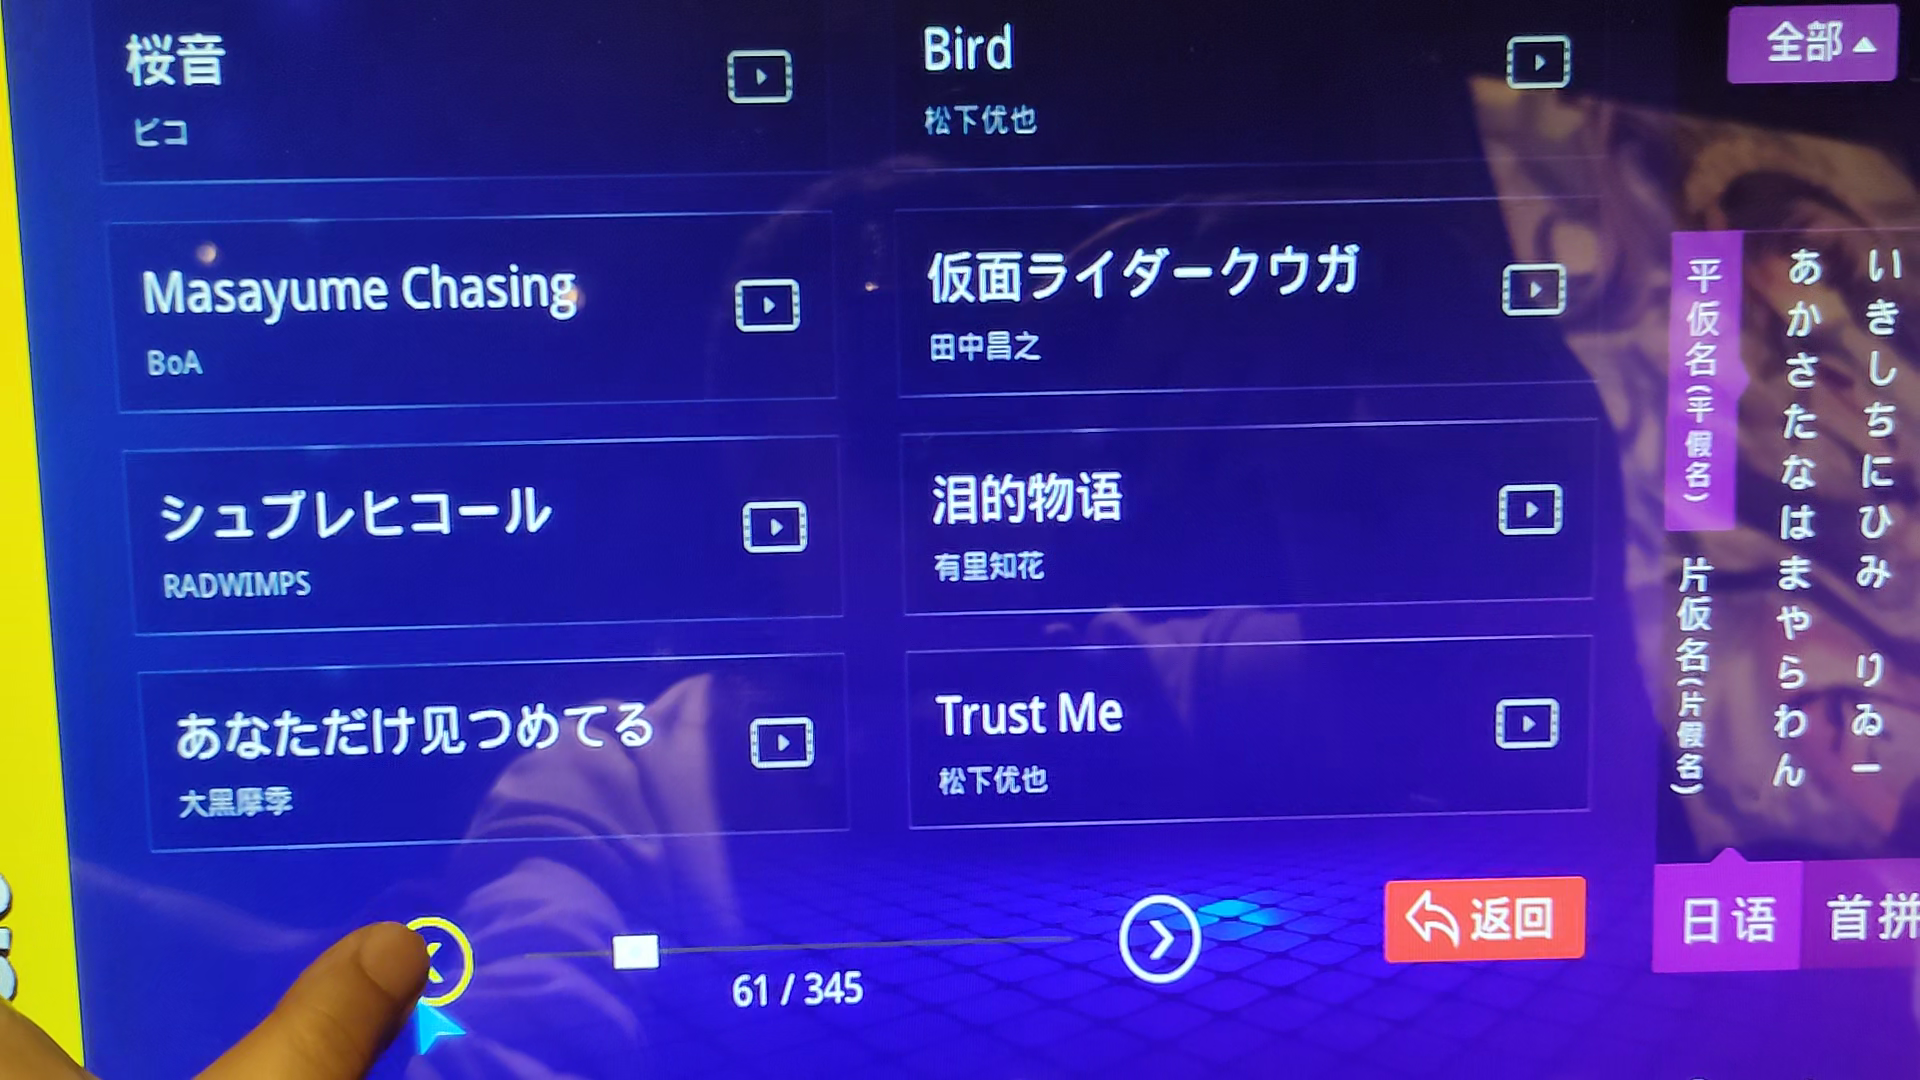 桜音
ピコ
Bird
松下优也
Masayume Chasing
BoA
仮面ライダークウガ
田中昌之
シュプレヒコール
RADWIMPS
泪的物语
有里知花
あなただけ见つめてる
大黒摩季
Trust Me
松下优也
61 / 345
返回
全部
平仮名(平假名)
片仮名(片假名)
あかさたなはまやらわん
いきしちにひみ りゐー
日语
首拼